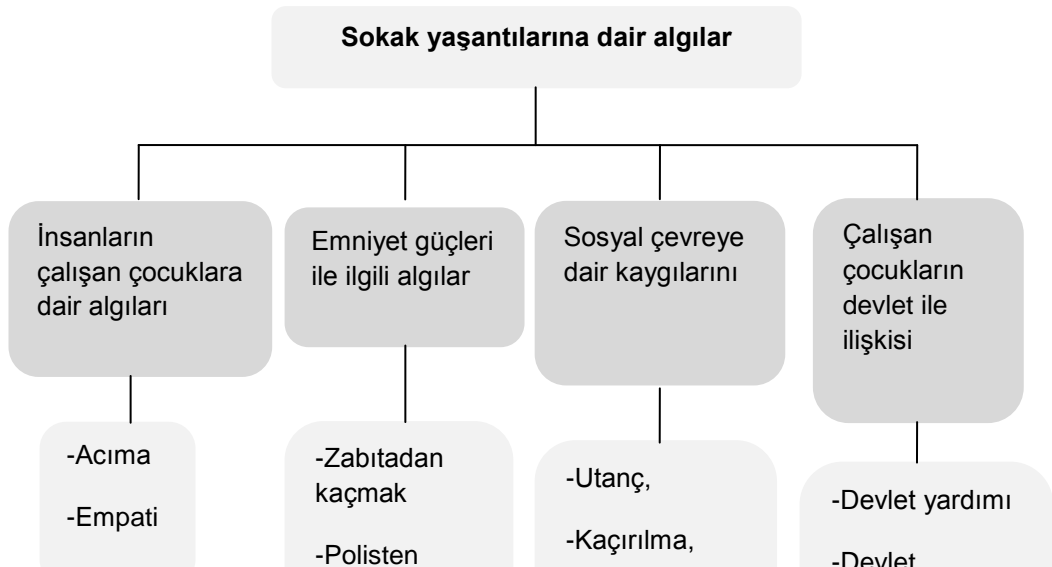 Sokak yaşantılarına dair algılar
İnsanların
çalışan çocuklara
dair algıları
Emniyet güçleri
ile ilgili algılar
Sosyal çevreye
dair kaygılarını
Çalışan
çocukların
devlet ile
ilişkisi
-Acıma
-Empati
-Zabıtadan
kaçmak
-Polisten
-Utanç,
-Kaçırılma,
-Devlet yardımı
-Devlet